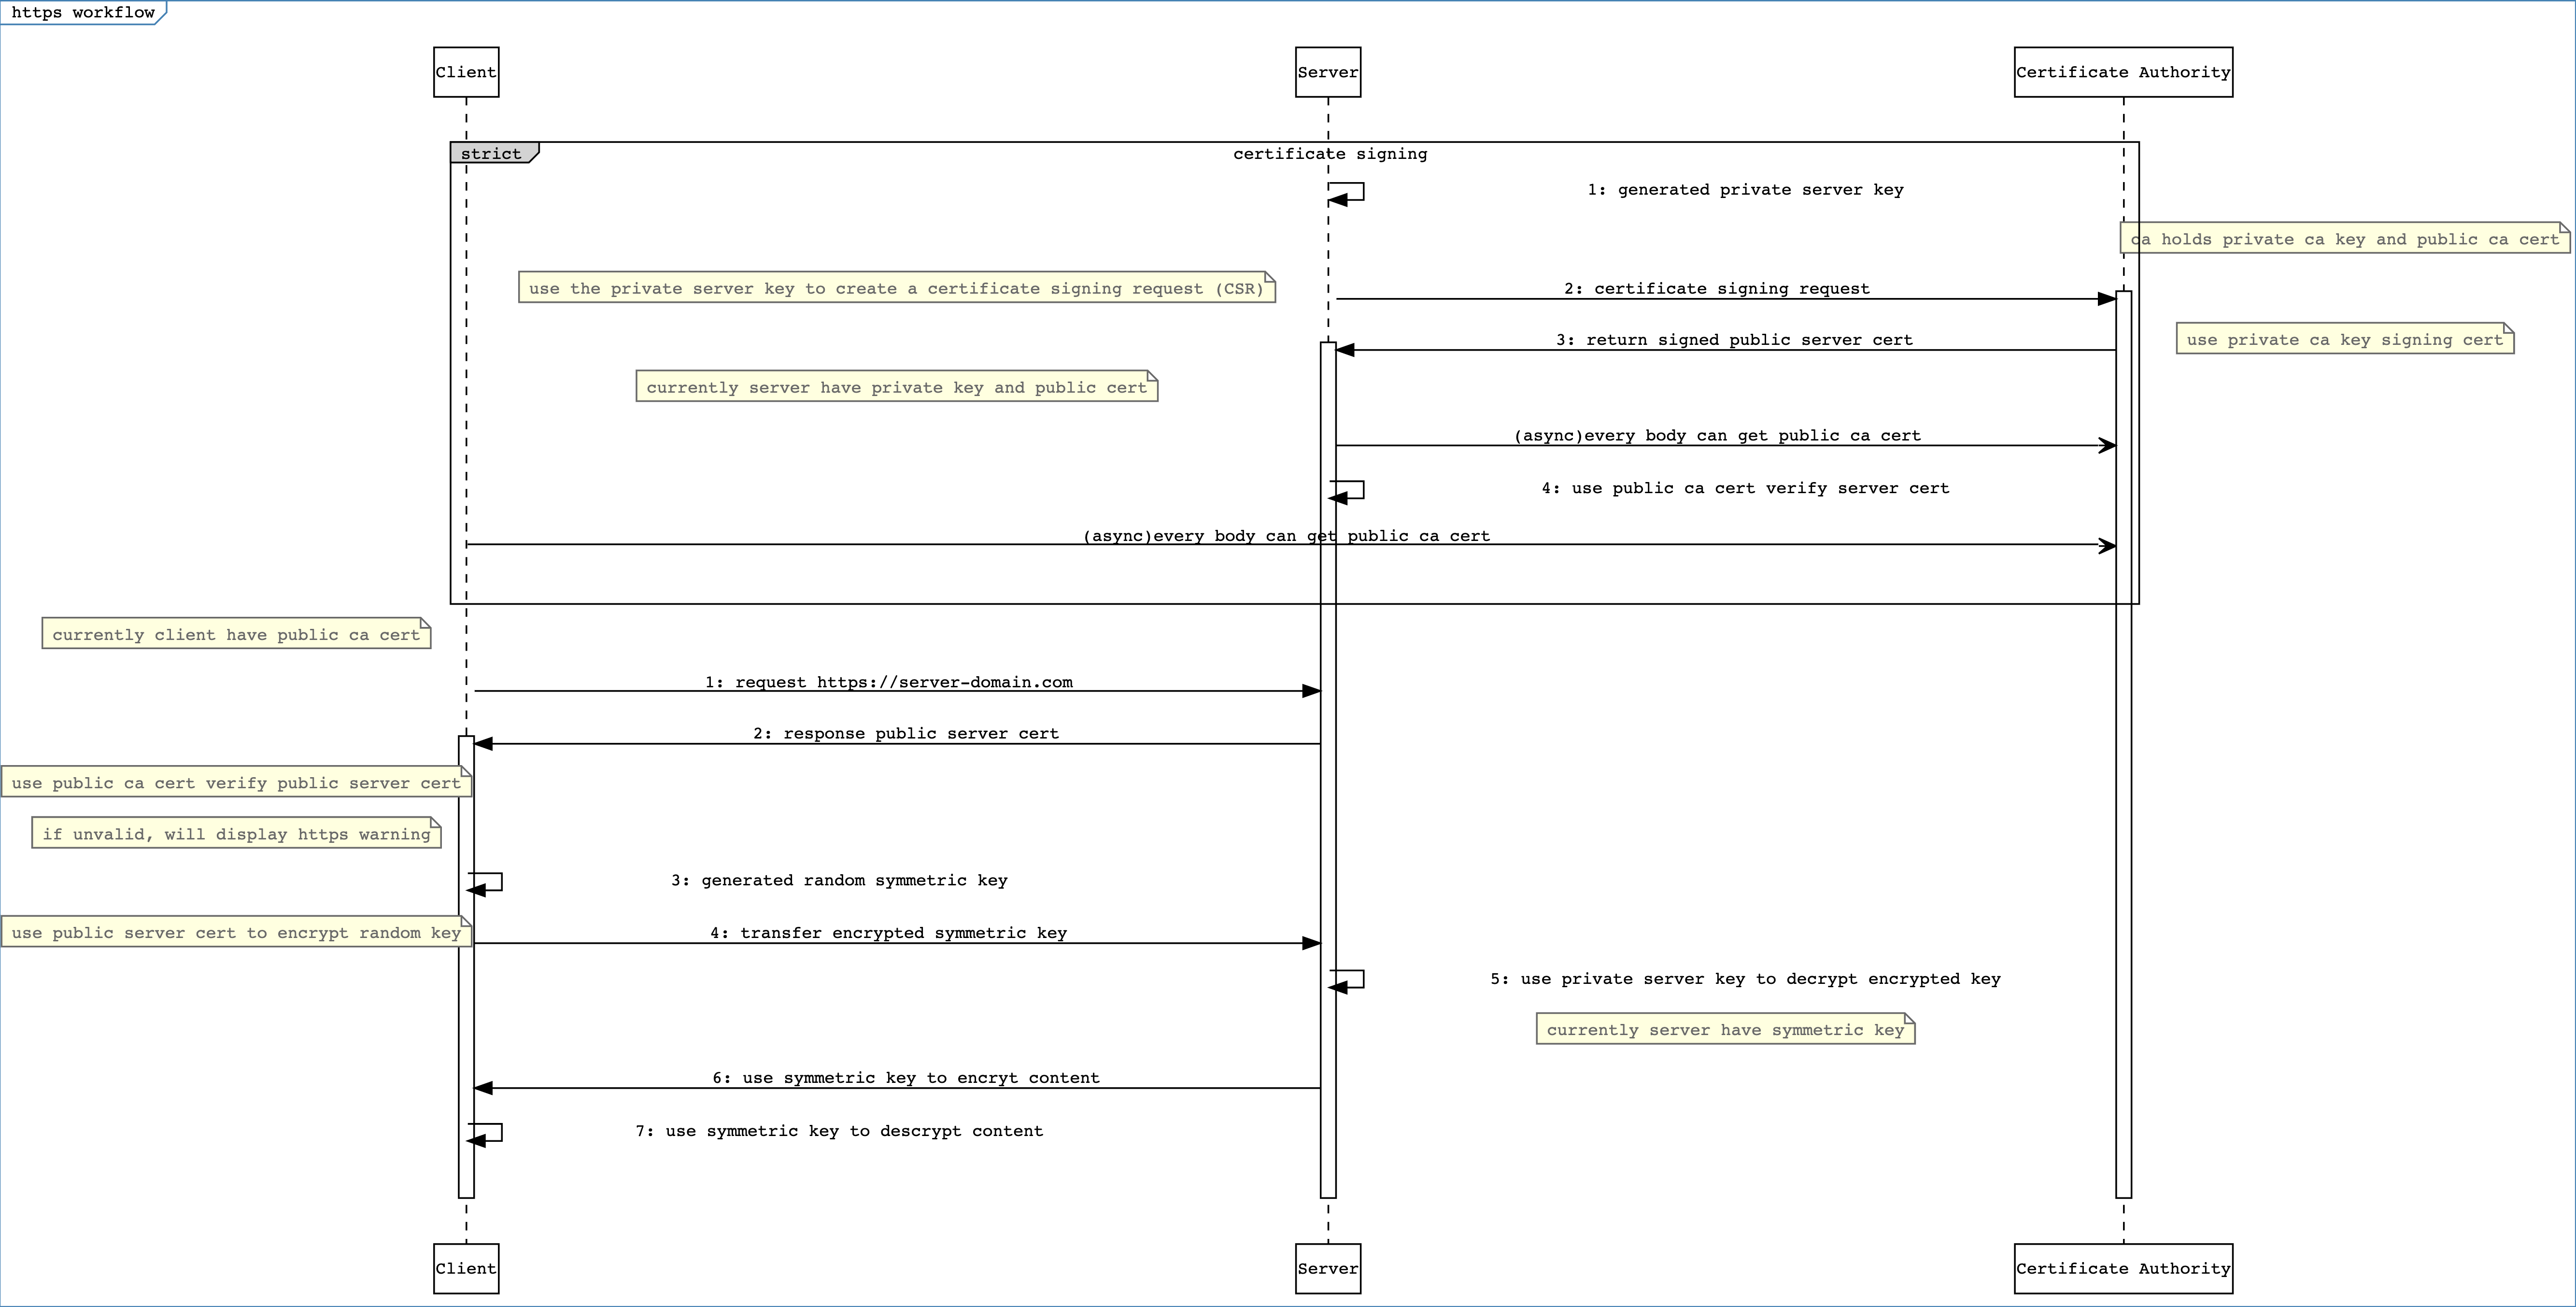 https workflow
Client
Server
Certificate Authority
strict
certificate signing
1: generated private server key
ca holds private ca key and public ca cert
use the private server key to create a certificate signing request (CSR)
2: certificate signing request
3: return signed public server cert
use private ca key signing cert
currently server have private key and public cert
(async)every body can get public ca cert
4: use public ca cert verify server cert
(async)every body can get public ca cert
currently client have public ca cert
1: request https://server-domain.com
2: response public server cert
use public ca cert verify public server cert
if unvalid, will display https warning
3: generated random symmetric key
use public server cert to encrypt random key
4: transfer encrypted symmetric key
5: use private server key to decrypt encrypted key
currently server have symmetric key
6: use symmetric key to encryt content
7: use symmetric key to descrypt content
Client
Server
Certificate Authority